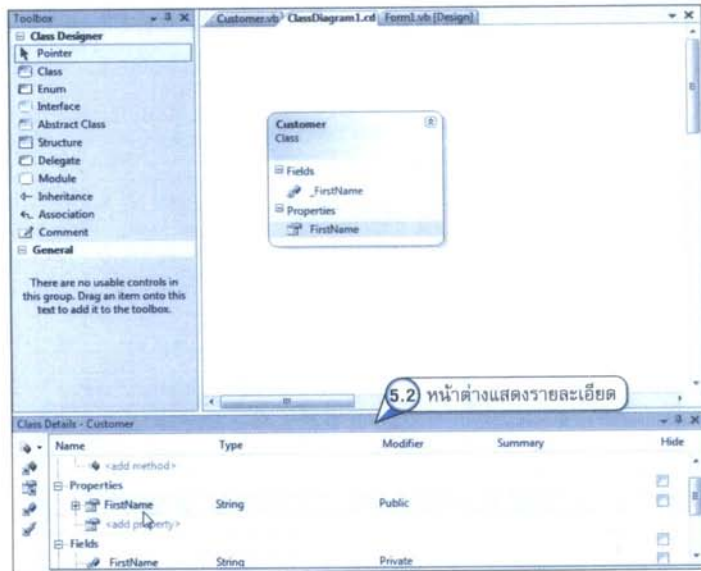 Toolbox
Class Designer
Pointer
Class
Enum
Interface
Abstract Class
Structure
Delegate
Module
Inheritance
Association
Comment
General
There are no usable controls in
this group. Drag an item onto this
text to add it to the toolbox.
Customer.vb ClassDiagram1.cd Form1.vb [Design]
Customer
Class
Fields
_FirstName
Properties
FirstName
5.2 หน้าต่างแสดงรายละเอียด
Class Details - Customer
Name Type Modifier Summary Hide
<add method>
Properties
FirstName String Public
<add property>
Fields
_FirstName String Private